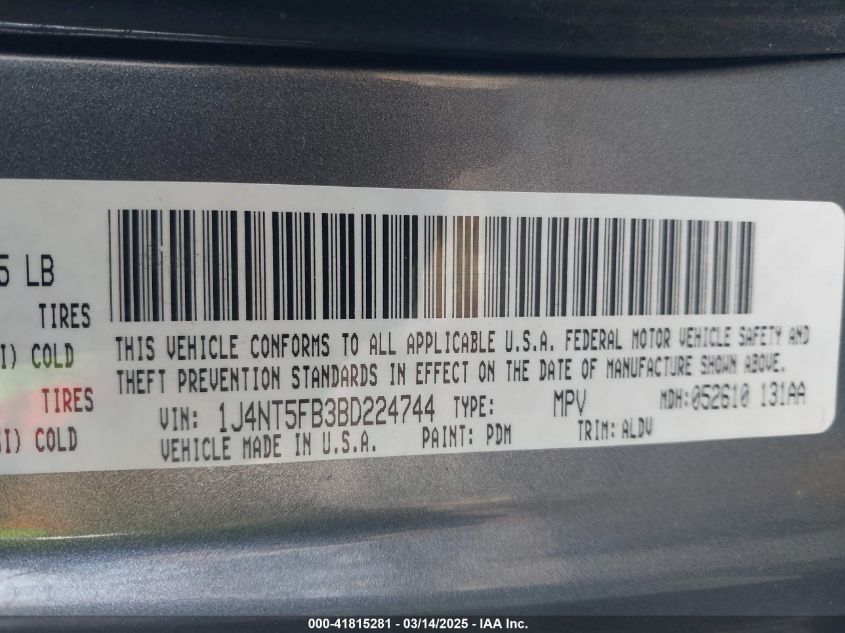 5 LB
TIRES
I) COLD
TIRES
SI) COLD
THIS VEHICLE CONFORMS TO ALL APPLICABLE U.S.A. FEDERAL MOTOR VEHICLE SAFETY AND
THEFT PREVENTION STANDARDS IN EFFECT ON THE DATE OF MANUFACTURE SHOWN ABOVE.
VIN: 1J4NT5FB3BD224744 TYPE: MPV MDH:052610 131AA
VEHICLE MADE IN U.S.A. PAINT: PDM TRIM: ALDV
000-41815281 - 03/14/2025 - IAA Inc.